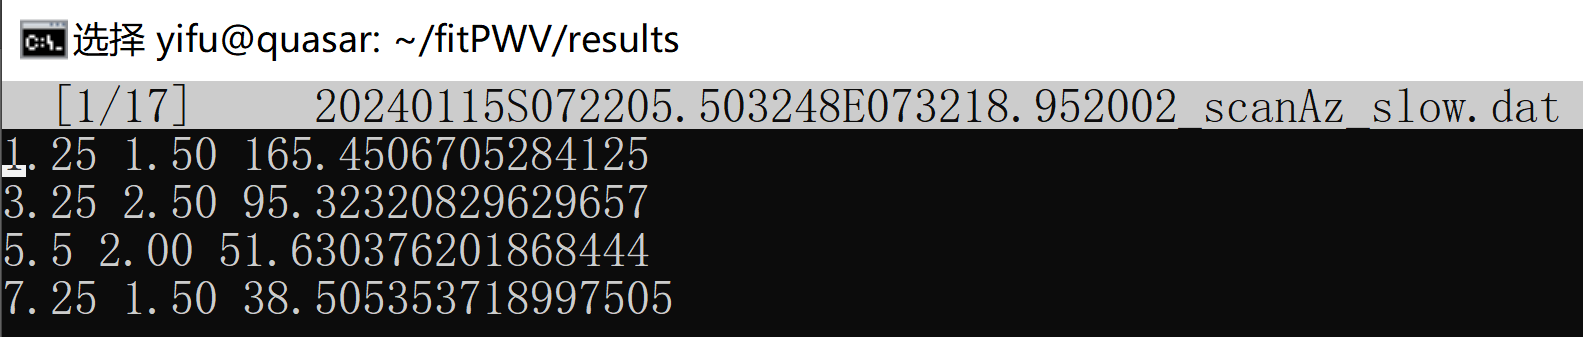 选择 yifu@quasar: ~/fitPWV/results
[1/17] 20240115S072205.503248E073218.952002_scanAz_slow.dat
1.25 1.50 165.4506705284125
3.25 2.50 95.32320829629657
5.5 2.00 51.630376201868444
7.25 1.50 38.505353718997505